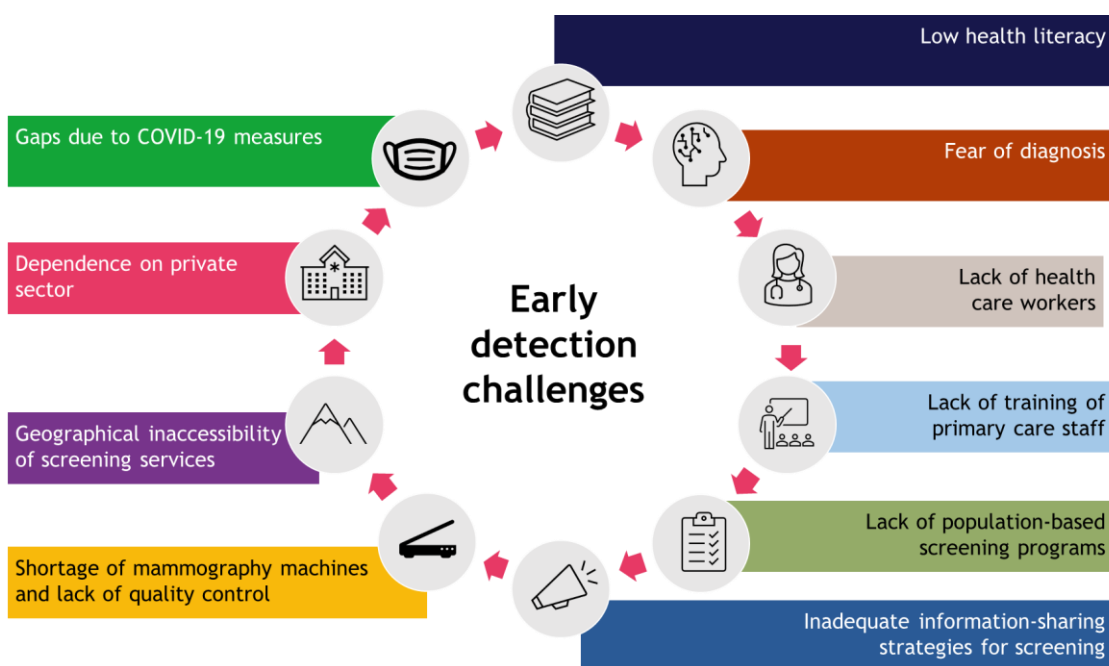 Low health literacy
Gaps due to COVID-19 measures
Fear of diagnosis
Dependence on private
sector
Lack of health
care workers
Early
detection
challenges
Geographical inaccessibility
of screening services
Lack of training of
primary care staff
Shortage of mammography machines
and lack of quality control
Lack of population-based
screening programs
Inadequate information-sharing
strategies for screening